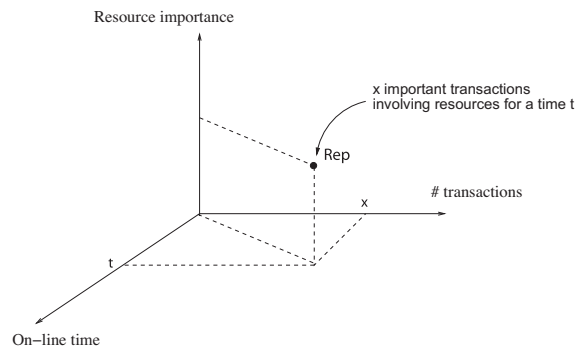 Resource importance
x important transactions
involving resources for a time t
Rep
# transactions
x
t
On-line time